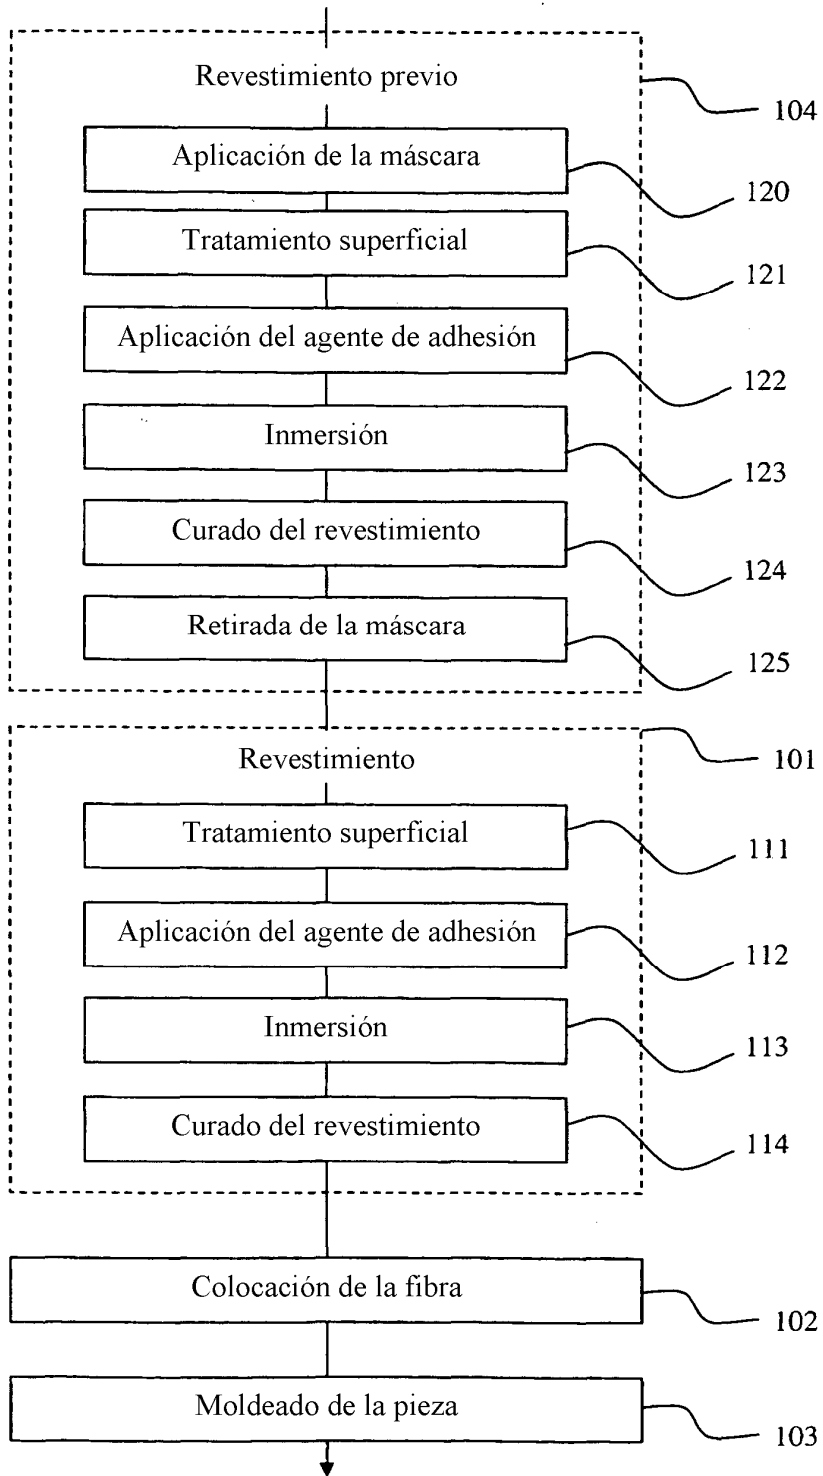 Revestimiento previo
104
Aplicación de la máscara
120
Tratamiento superficial
121
Aplicación del agente de adhesión
122
Inmersión
123
Curado del revestimiento
124
Retirada de la máscara
125
Revestimiento
101
Tratamiento superficial
111
Aplicación del agente de adhesión
112
Inmersión
113
Curado del revestimiento
114
Colocación de la fibra
102
Moldeado de la pieza
103